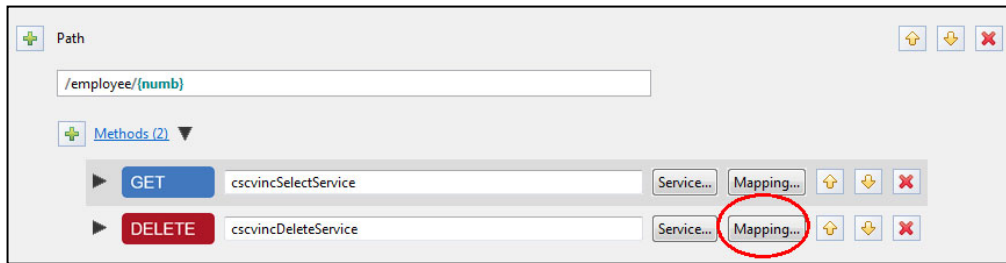 Path
/employee/{numb}
Methods (2)
GET cscvincSelectService Service... Mapping...
DELETE cscvincDeleteService Service... Mapping...